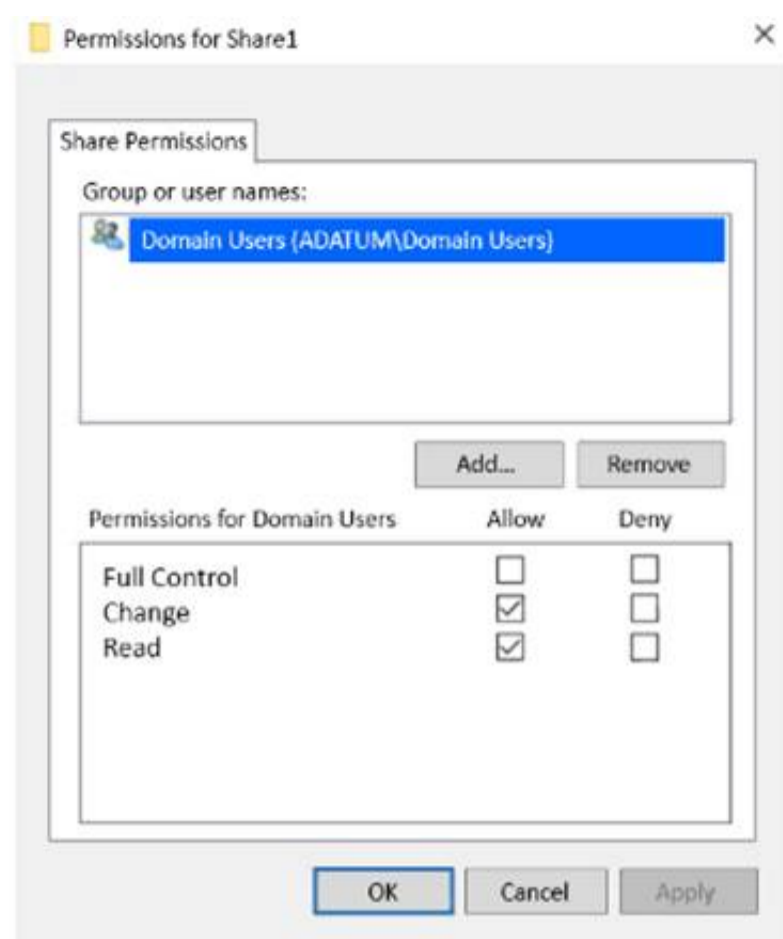 Permissions for Share1
Share Permissions
Group or user names:
Domain Users (ADATUM\Domain Users)
Add...
Remove
Permissions for Domain Users Allow Deny
Full Control
Change
Read
OK
Cancel
Apply